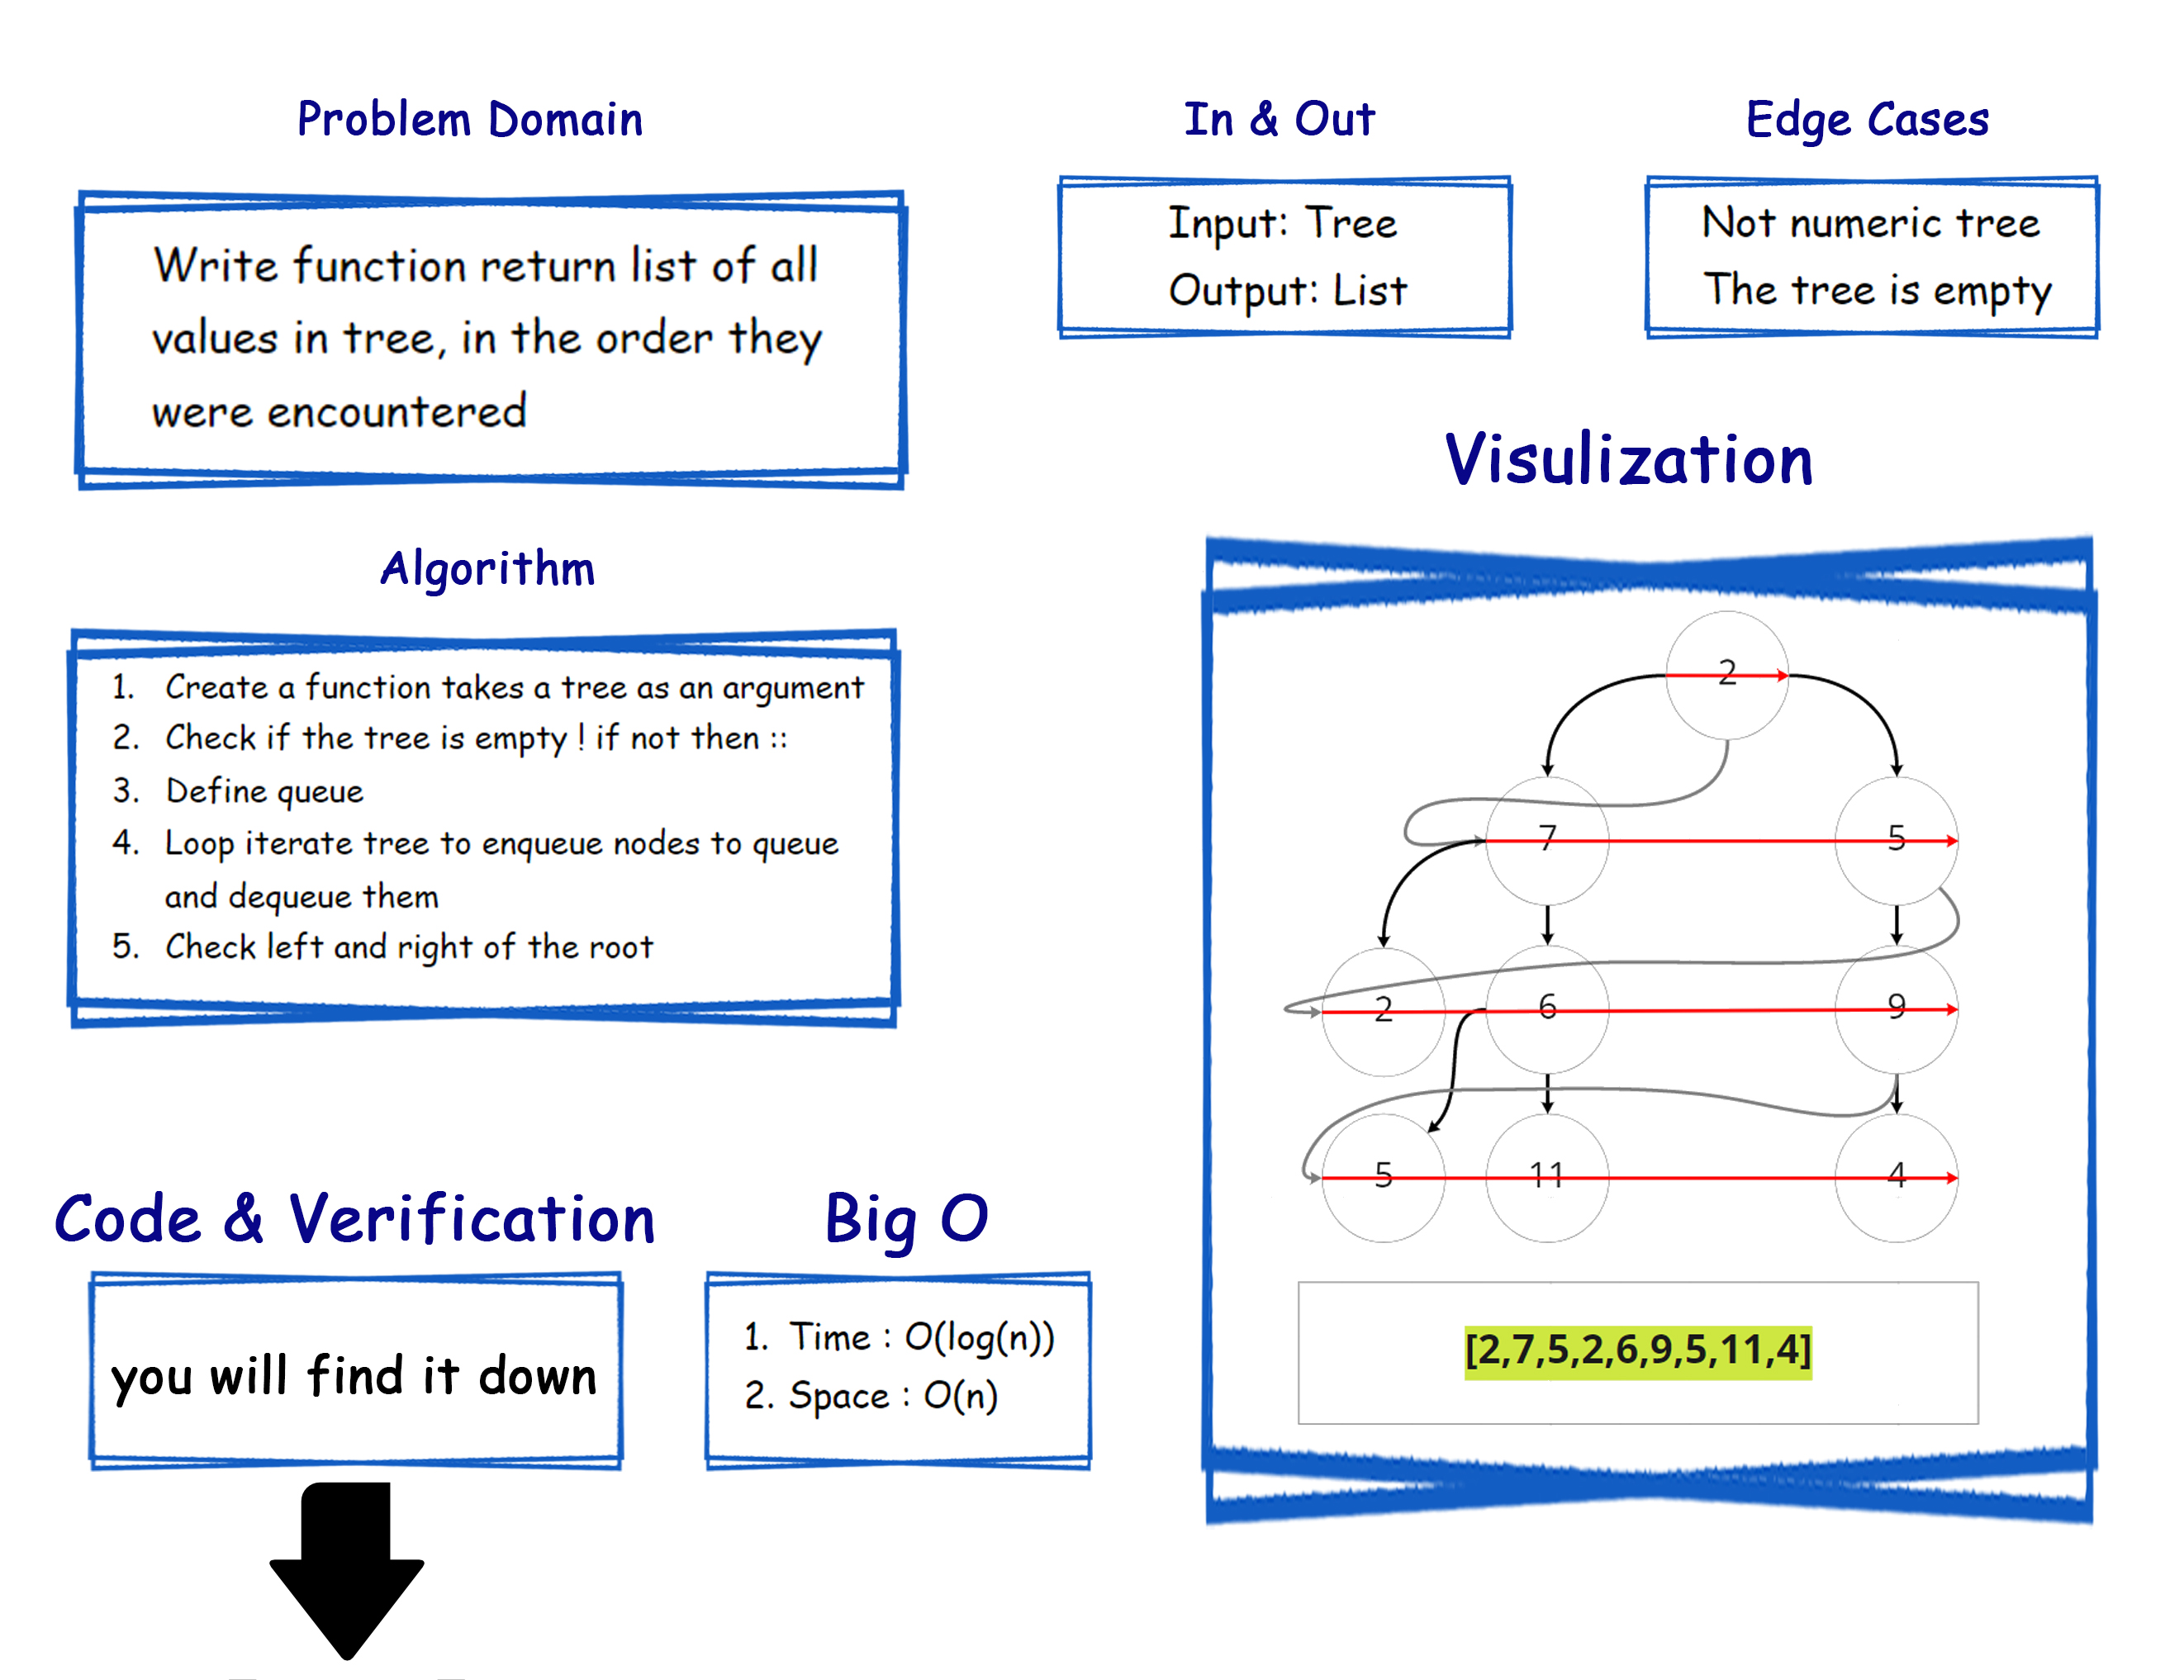 Problem Domain
Write function return list of all
values in tree, in the order they
were encountered
In & Out
Input: Tree
Output: List
Edge Cases
Not numeric tree
The tree is empty
Algorithm
1. Create a function takes a tree as an argument
2. Check if the tree is empty ! if not then ::
3. Define queue
4. Loop iterate tree to enqueue nodes to queue
and dequeue them
5. Check left and right of the root
Visulization
2
7 5
2 6 9
5 11 4
[2,7,5,2,6,9,5,11,4]
Code & Verification
you will find it down
Big O
1. Time : O(log(n))
2. Space : O(n)